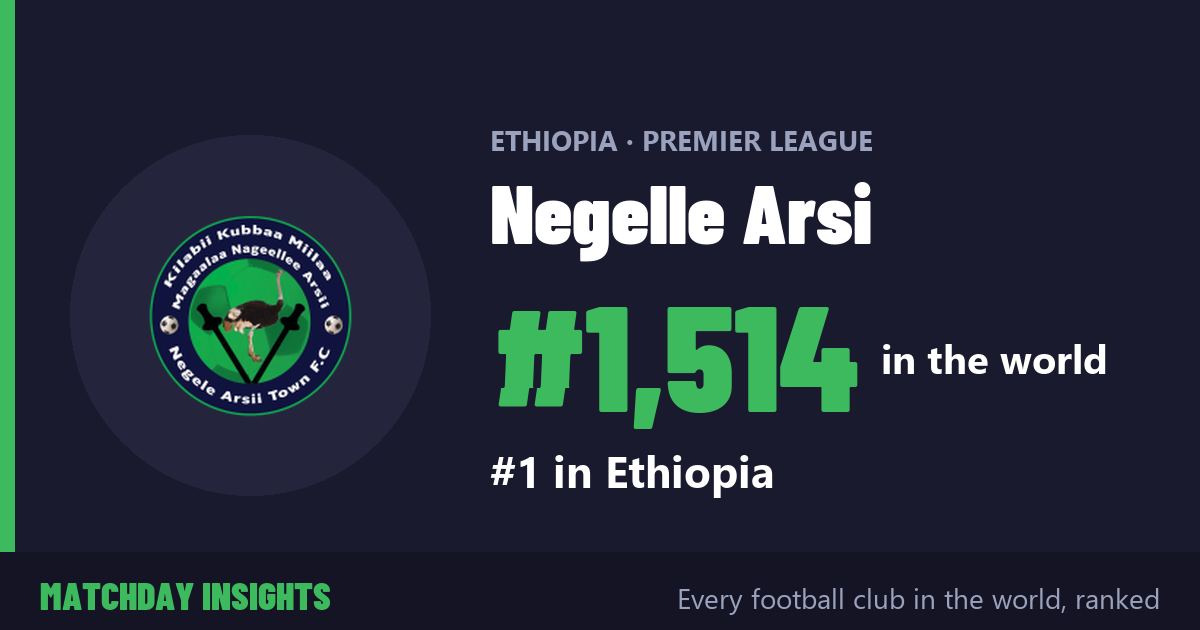 ETHIOPIA · PREMIER LEAGUE
Negelle Arsi
Kilabii Kubbaa Miilaa
Magaalaa Nageellee Arsii
Negele Arsii Town F.C
#1,514 in the world
#1 in Ethiopia
MATCHDAY INSIGHTS
Every football club in the world, ranked